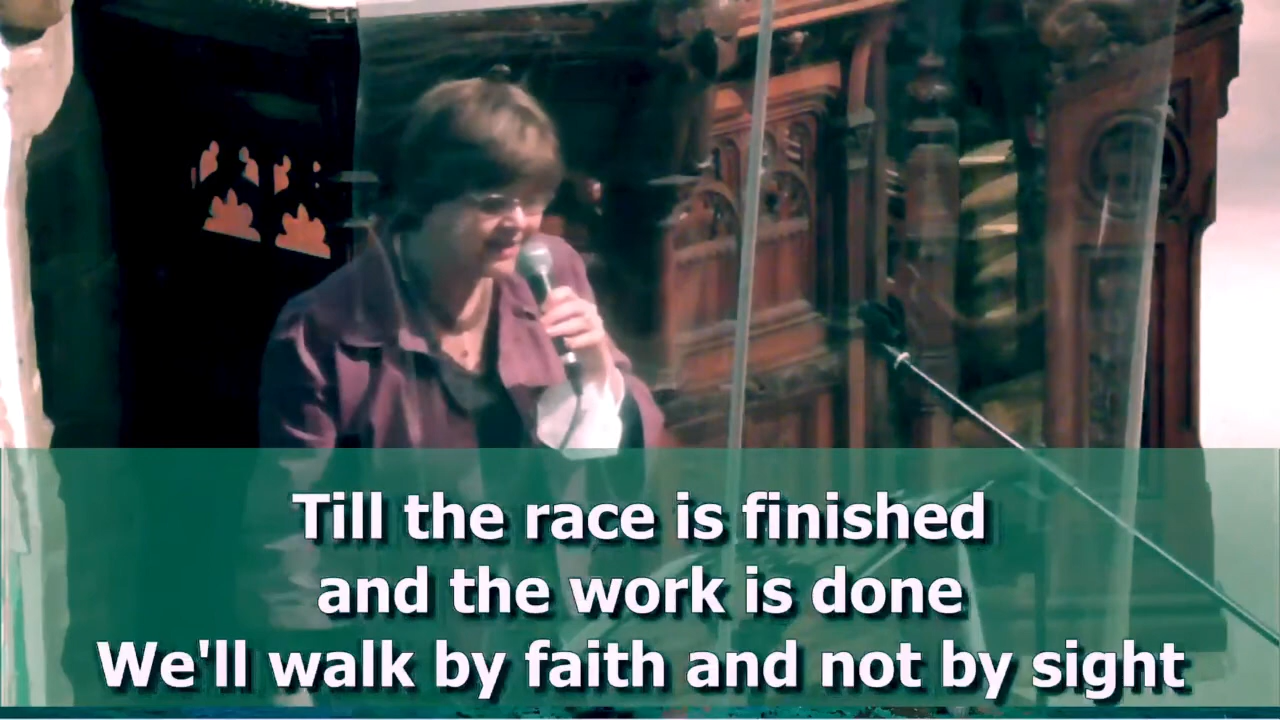 Till the race is finished
and the work is done
We'll walk by faith and not by sight